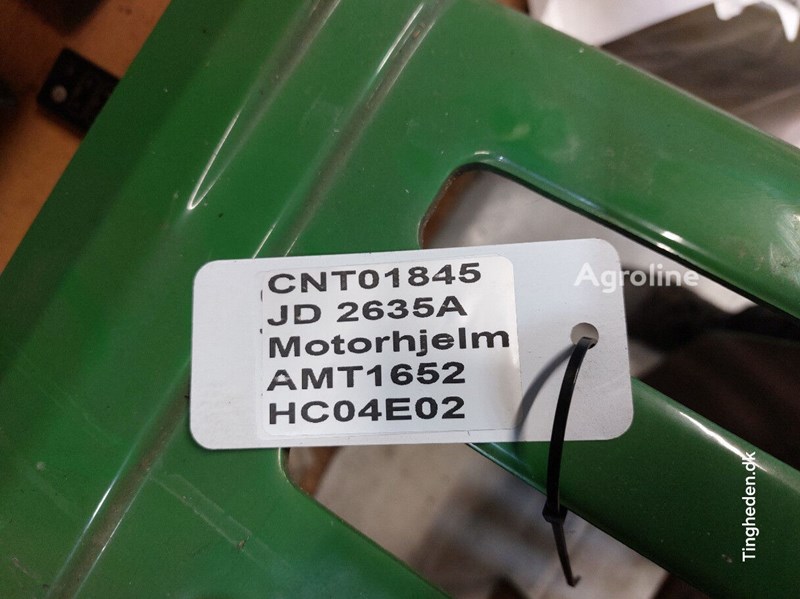 CNT01845
JD 2635A
Motorhjelm
AMT1652
HC04E02
Agroline
Tingheden.dk